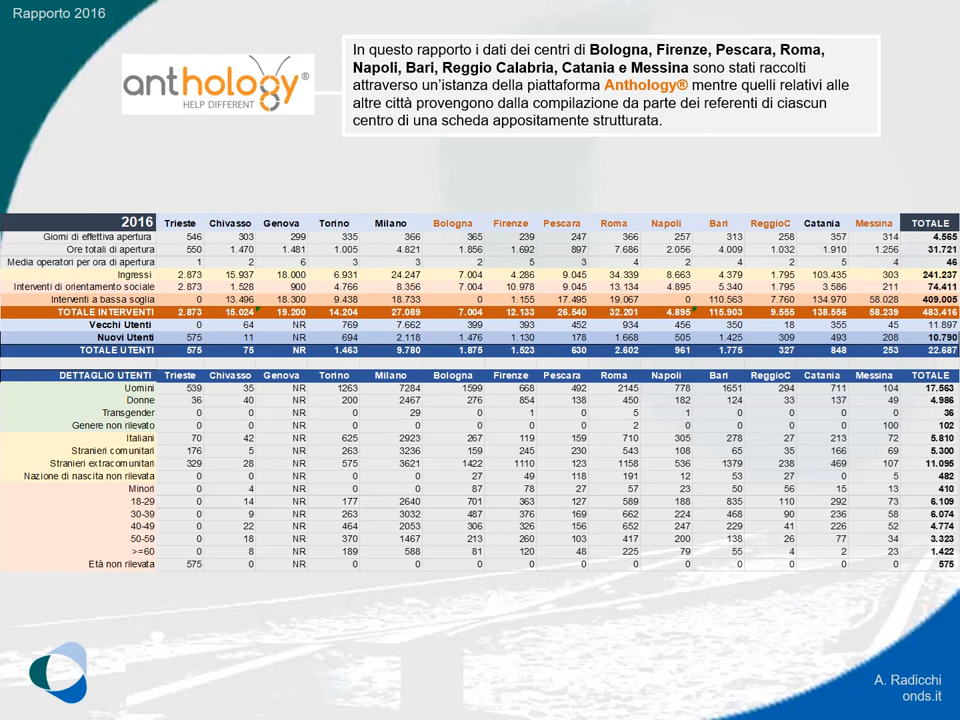 Rapporto 2016
anthology®
HELP DIFFERENT
In questo rapporto i dati dei centri di Bologna, Firenze, Pescara, Roma,
Napoli, Bari, Reggio Calabria, Catania e Messina sono stati raccolti
attraverso un'istanza della piattaforma Anthology® mentre quelli relativi alle
altre città provengono dalla compilazione da parte dei referenti di ciascun
centro di una scheda appositamente strutturata.
2016 Trieste Chivasso Genova Torino Milano Bologna Firenze Pescara Roma Napoli Bari ReggioC Catania Messina TOTALE
Giorni di effettiva apertura 546 303 299 335 366 365 239 247 366 257 313 258 357 314 4.565
Ore totali di apertura 550 1.470 1.481 1.005 4.821 1.856 1.692 897 7.686 2.056 4.009 1.032 1.910 1.256 31.721
Media operatori per ora di apertura 1 2 6 3 3 2 5 3 4 2 4 2 5 4 46
Ingressi 2.873 15.937 18.000 6.931 24.247 7.004 4.286 9.045 34.339 8.663 4.379 1.795 103.435 303 241.237
Interventi di orientamento sociale 2.873 1.528 900 4.766 8.356 7.004 10.978 9.045 13.134 4.895 5.340 1.795 3.586 211 74.411
Interventi a bassa soglia 0 13.496 18.300 9.438 18.733 0 1.155 17.495 19.067 0 110.563 7.760 134.970 58.028 409.005
TOTALE INTERVENTI 2.873 15.024 19.200 14.204 27.089 7.004 12.133 26.540 32.201 4.895 115.903 9.555 138.556 58.239 483.416
Vecchi Utenti 0 64 NR 769 7.662 399 393 452 934 456 350 18 355 45 11.897
Nuovi Utenti 575 11 NR 694 2.118 1.476 1.130 178 1.668 505 1.425 309 493 208 10.790
TOTALE UTENTI 575 75 NR 1.463 9.780 1.875 1.523 630 2.602 961 1.775 327 848 253 22.687
DETTAGLIO UTENTI Trieste Chivasso Genova Torino Milano Bologna Firenze Pescara Roma Napoli Bari ReggioC Catania Messina TOTALE
Uomini 539 35 NR 1263 7284 1599 668 492 2145 778 1651 294 711 104 17.563
Donne 36 40 NR 200 2467 276 854 138 450 182 124 33 137 49 4.986
Transgender 0 0 NR 0 29 0 1 0 5 1 0 0 0 0 36
Genere non rilevato 0 0 NR 0 0 0 0 0 2 0 0 0 0 100 102
Italiani 70 42 NR 625 2923 267 119 159 710 305 278 27 213 72 5.810
Stranieri comunitari 176 5 NR 263 3236 159 245 230 543 108 65 35 166 69 5.300
Stranieri extracomunitari 329 28 NR 575 3621 1422 1110 123 1158 536 1379 238 469 107 11.095
Nazione di nascita non rilevata 0 0 NR 0 0 27 49 118 191 12 53 27 0 5 482
Minori 0 4 NR 0 0 87 78 27 57 23 50 56 15 13 410
18-29 0 14 NR 177 2640 701 363 127 589 188 835 110 292 73 6.109
30-39 0 9 NR 263 3032 487 376 169 662 224 468 90 236 58 6.074
40-49 0 22 NR 464 2053 306 326 156 652 247 229 41 226 52 4.774
50-59 0 18 NR 370 1467 213 260 103 417 200 138 26 77 34 3.323
>=60 0 8 NR 189 588 81 120 48 225 79 55 4 2 23 1.422
Età non rilevata 575 0 NR 0 0 0 0 0 0 0 0 0 0 0 575
A. Radicchi
onds.it